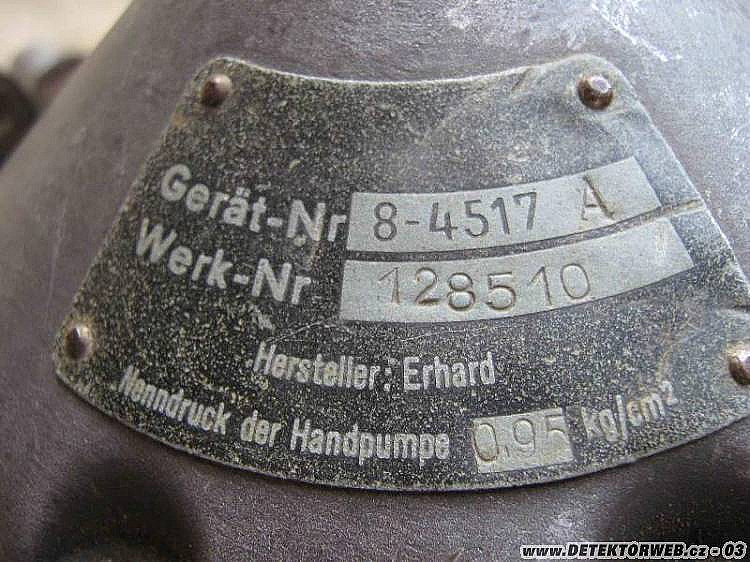 Gerät-Nr 8-4517 A
Werk-Nr 128510
Hersteller: Erhard
Nenndruck der Handpumpe 0,95 kg/cm²
www.DETEKTORWEB.cz - 03